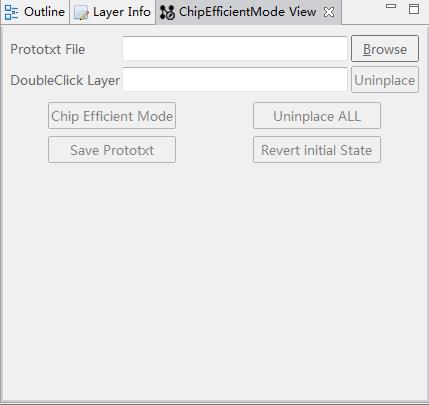 Outline Layer Info ChipEfficientMode View
Prototxt File Browse
DoubleClick Layer Uninplace
Chip Efficient Mode Uninplace ALL
Save Prototxt Revert initial State